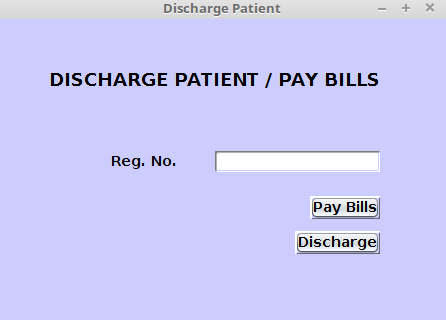 Discharge Patient
DISCHARGE PATIENT / PAY BILLS
Reg. No.
Pay Bills
Discharge